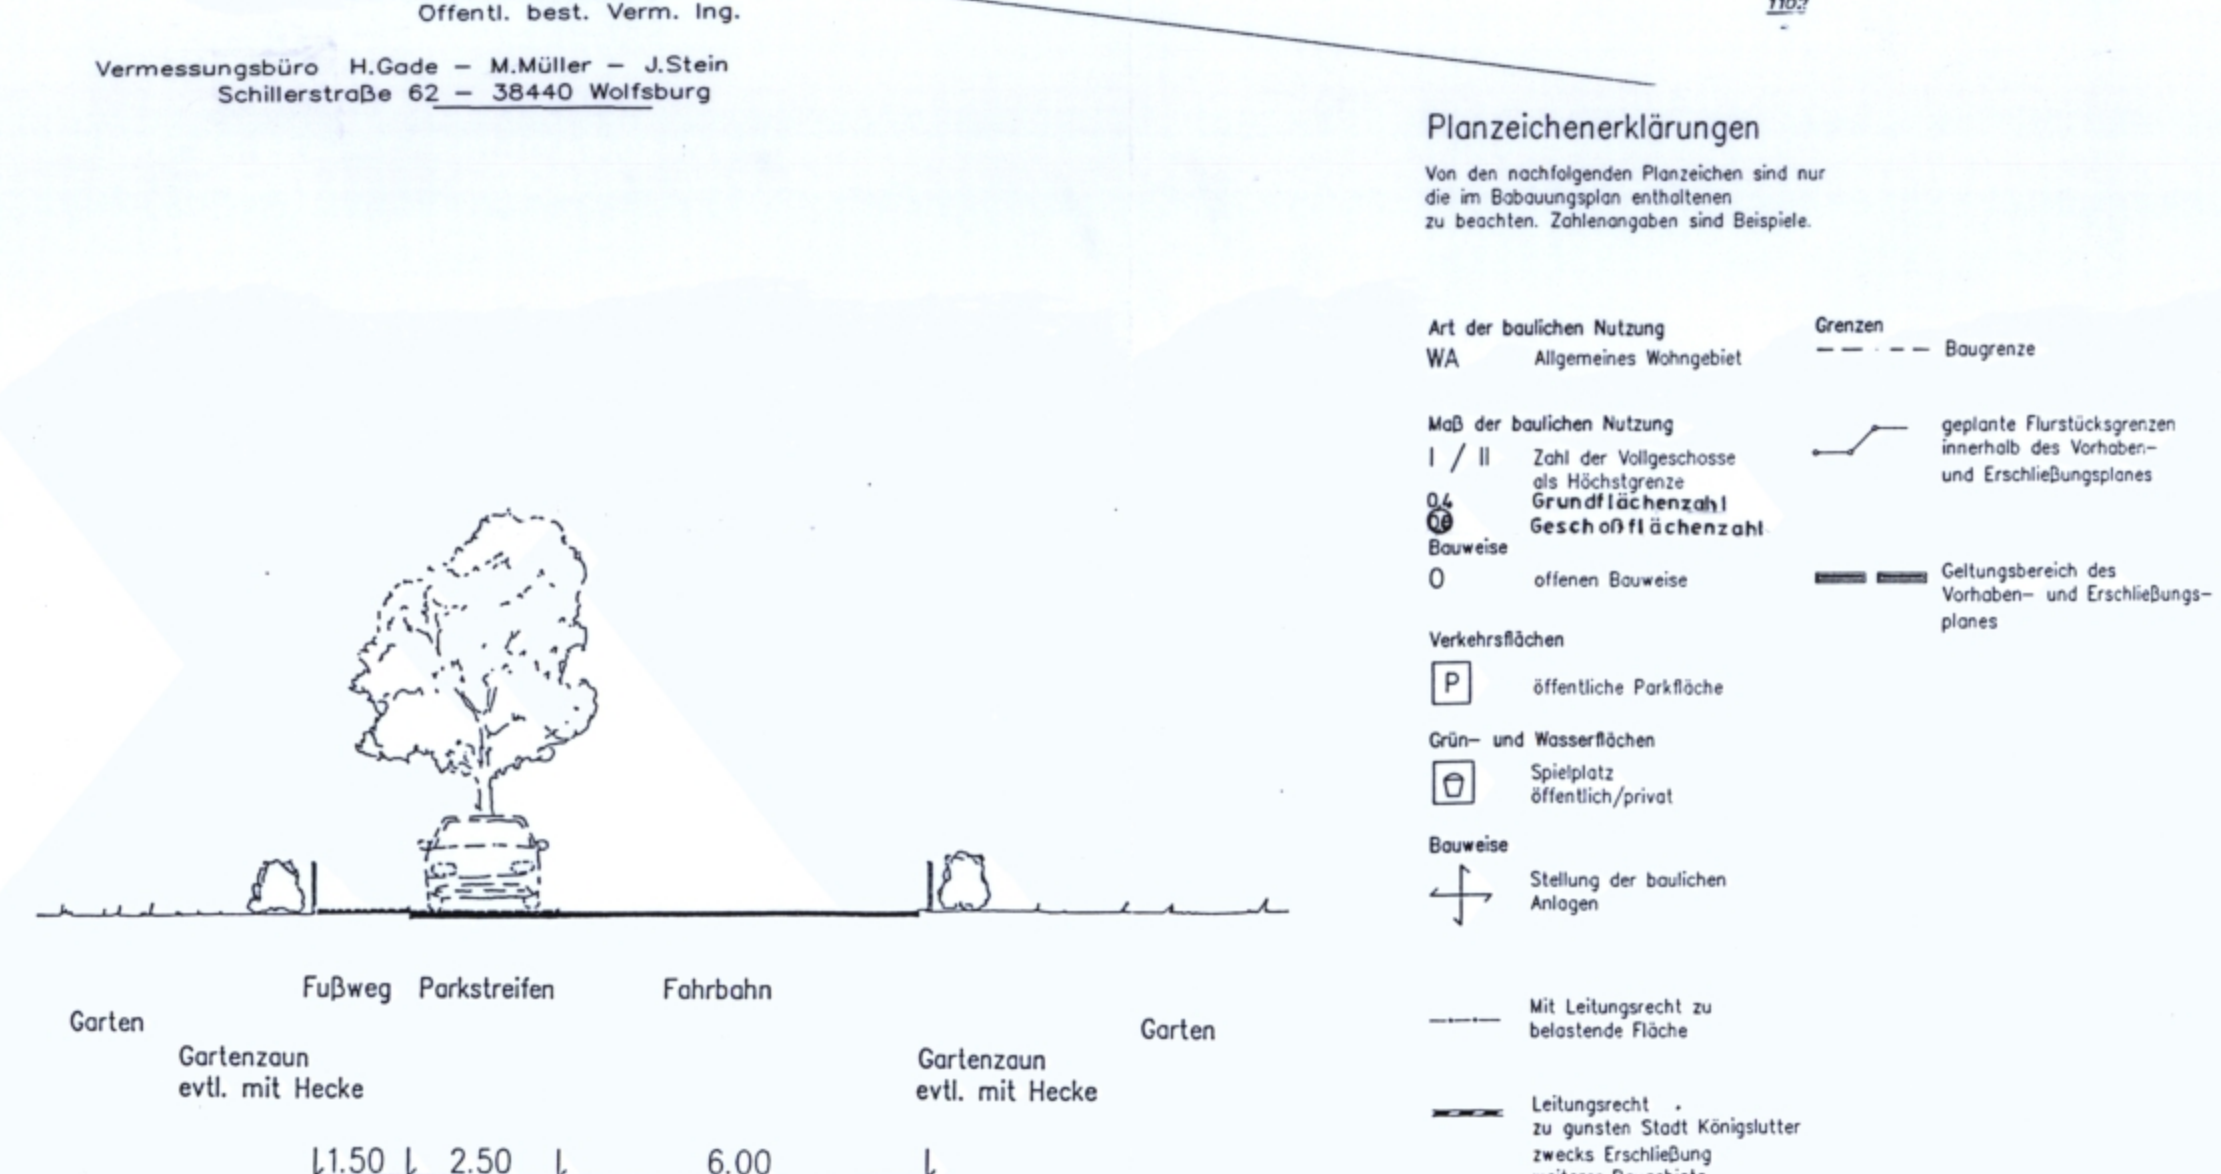 Öffentl. best. Verm. Ing.
Vermessungsbüro H.Gade – M.Müller – J.Stein
Schillerstraße 62 – 38440 Wolfsburg
1102
Planzeichenerklärungen
Von den nachfolgenden Planzeichen sind nur
die im Babauungsplan enthaltenen
zu beachten. Zahlenangaben sind Beispiele.
Art der baulichen Nutzung
WA Allgemeines Wohngebiet
Maß der baulichen Nutzung
I / II Zahl der Vollgeschosse
als Höchstgrenze
0,4 Grundflächenzahl
Geschoßflächenzahl
Bauweise
O offenen Bauweise
Verkehrsflächen
P öffentliche Parkfläche
Grün– und Wasserflächen
Spielplatz
öffentlich/privat
Bauweise
Stellung der baulichen
Anlagen
Mit Leitungsrecht zu
belastende Fläche
Leitungsrecht
zu gunsten Stadt Königslutter
zwecks Erschließung
Grenzen
Baugrenze
geplante Flurstücksgrenzen
innerhalb des Vorhaben–
und Erschließungsplanes
Geltungsbereich des
Vorhaben– und Erschließungs–
planes
Fußweg Parkstreifen Fahrbahn
Garten Garten
Gartenzaun
evtl. mit Hecke
Gartenzaun
evtl. mit Hecke
1.50 2.50 6.00